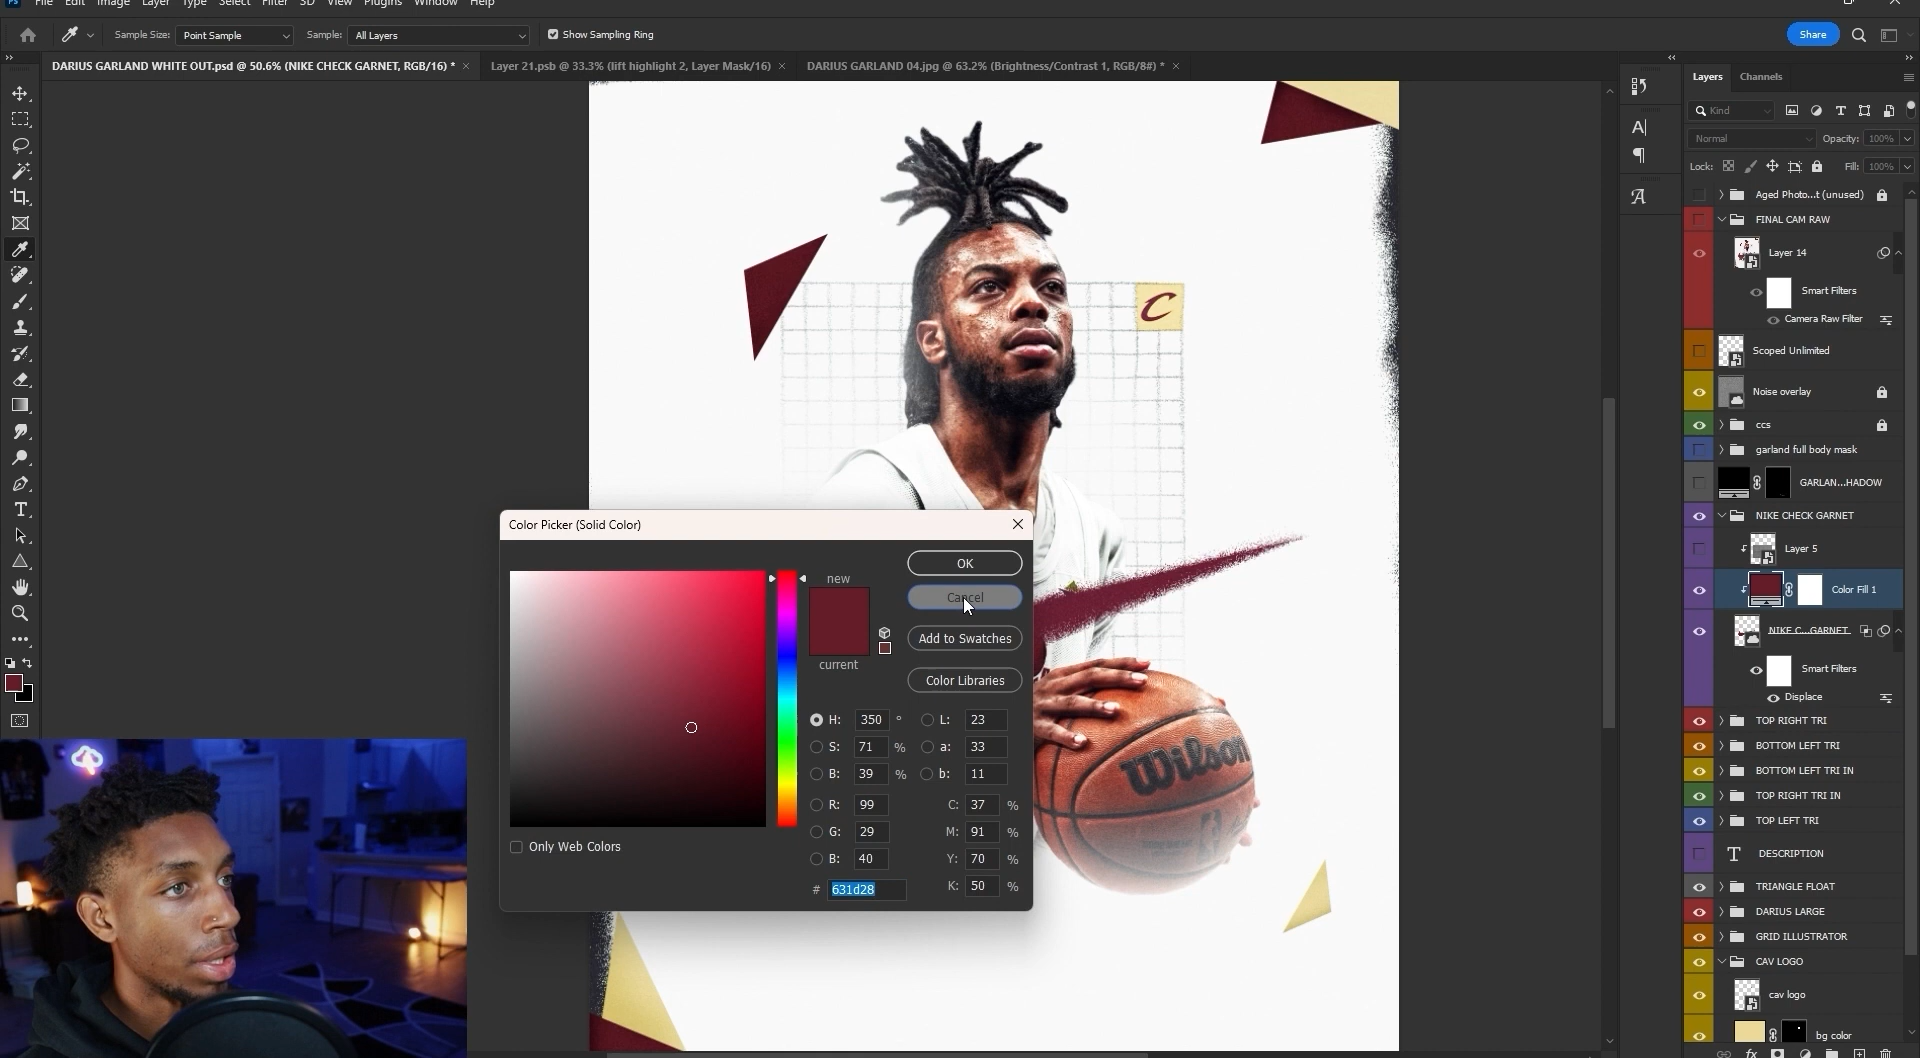 Ps File Edit Image Layer Type Select Filter 3D View Plugins Window Help
Sample Size: Point Sample Sample: All Layers Show Sampling Ring Share
DARIUS GARLAND WHITE OUT.psd @ 50.6% (NIKE CHECK GARNET, RGB/16) * × Layer 21.psb @ 33.3% (lift highlight 2, Layer Mask/16) × DARIUS GARLAND 04.jpg @ 63.2% (Brightness/Contrast 1, RGB/8#) * ×
Layers Channels
Kind
Normal Opacity: 100%
Lock: Fill: 100%
Aged Photo...t (unused)
FINAL CAM RAW
Layer 14
Smart Filters
Camera Raw Filter
Scoped Unlimited
Noise overlay
ccs
garland full body mask
GARLAN...HADOW
NIKE CHECK GARNET
Layer 5
Color Fill 1
NIKE C...GARNET
Smart Filters
Displace
TOP RIGHT TRI
BOTTOM LEFT TRI
BOTTOM LEFT TRI IN
TOP RIGHT TRI IN
TOP LEFT TRI
DESCRIPTION
TRIANGLE FLOAT
DARIUS LARGE
GRID ILLUSTRATOR
CAV LOGO
cav logo
bg color
C
Wilson
Color Picker (Solid Color)
new
current
OK
Cancel
Add to Swatches
Color Libraries
H: 350 ° L: 23
S: 71 % a: 33
B: 39 % b: 11
R: 99 C: 37 %
G: 29 M: 91 %
B: 40 Y: 70 %
# 631d28 K: 50 %
Only Web Colors